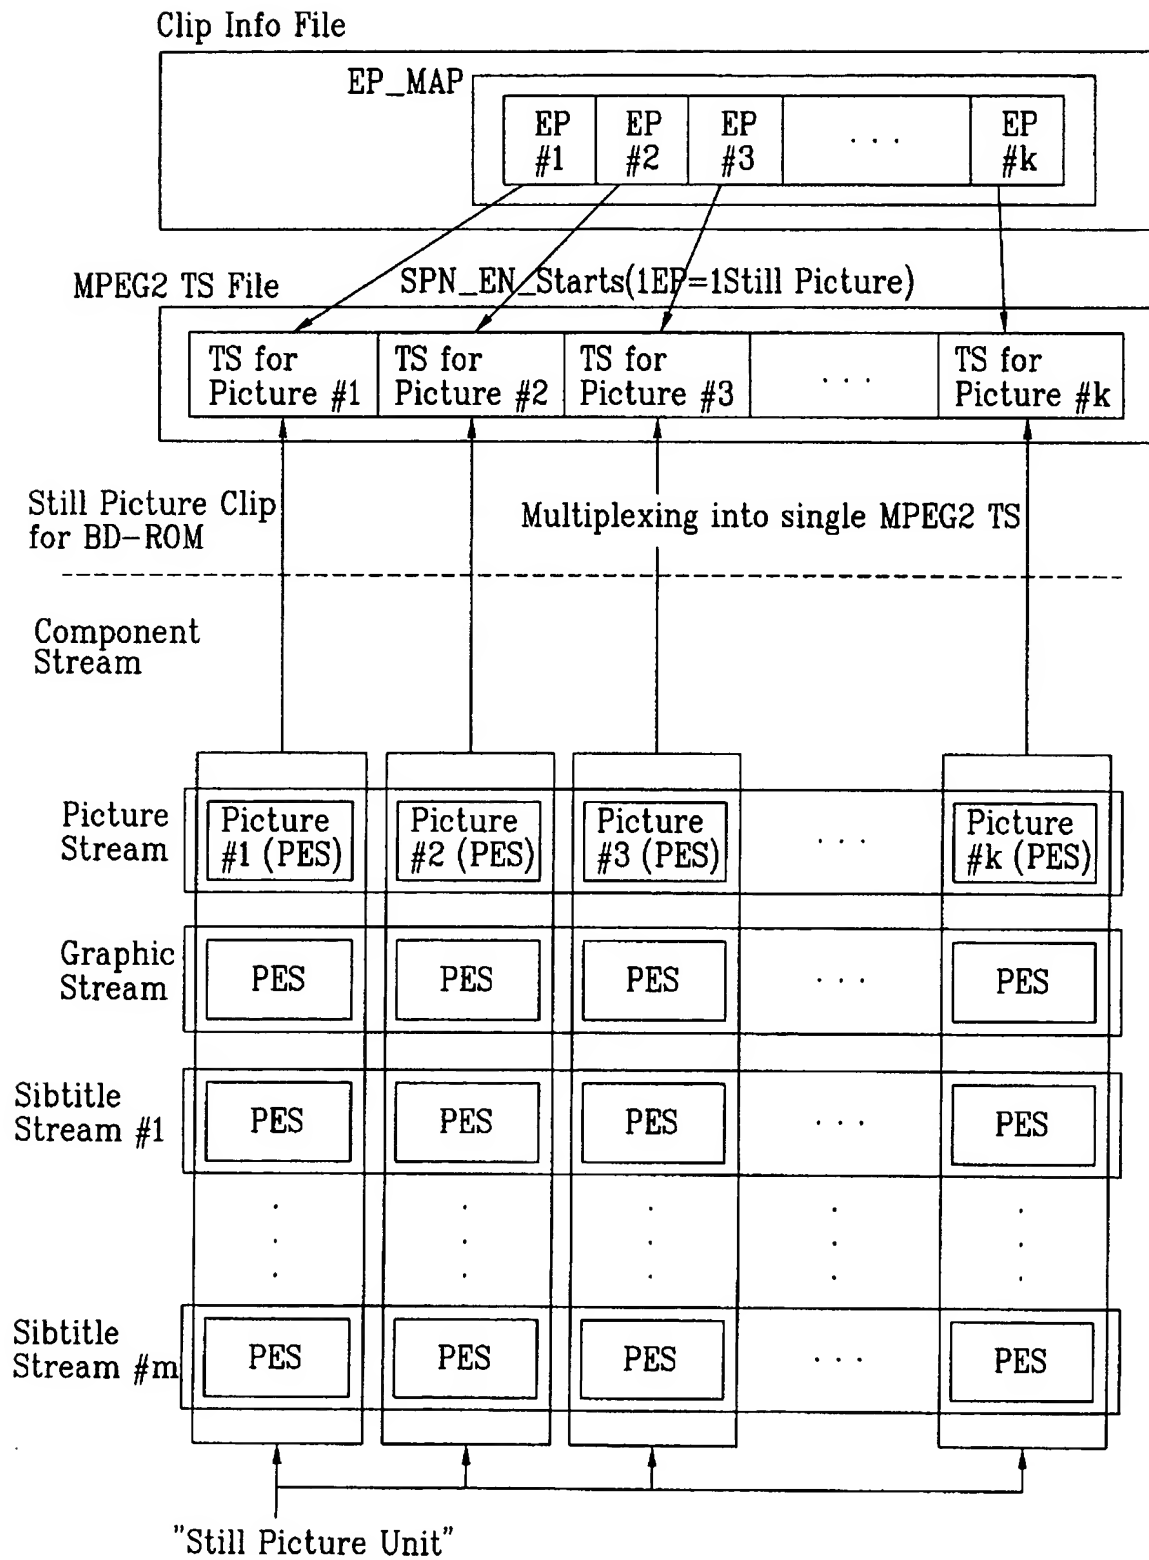 Clip Info File
EP_MAP
EP #1
EP #2
EP #3
. . .
EP #k
MPEG2 TS File
SPN_EN_Starts(1EP=1Still Picture)
TS for
Picture #1
TS for
Picture #2
TS for
Picture #3
. . .
TS for
Picture #k
Still Picture Clip
for BD-ROM
Multiplexing into single MPEG2 TS
Component
Stream
Picture
Stream
Picture
#1 (PES)
Picture
#2 (PES)
Picture
#3 (PES)
. . .
Picture
#k (PES)
Graphic
Stream
PES
PES
PES
. . .
PES
Sibtitle
Stream #1
PES
PES
PES
. . .
PES
Sibtitle
Stream #m
PES
PES
PES
. . .
PES
"Still Picture Unit"